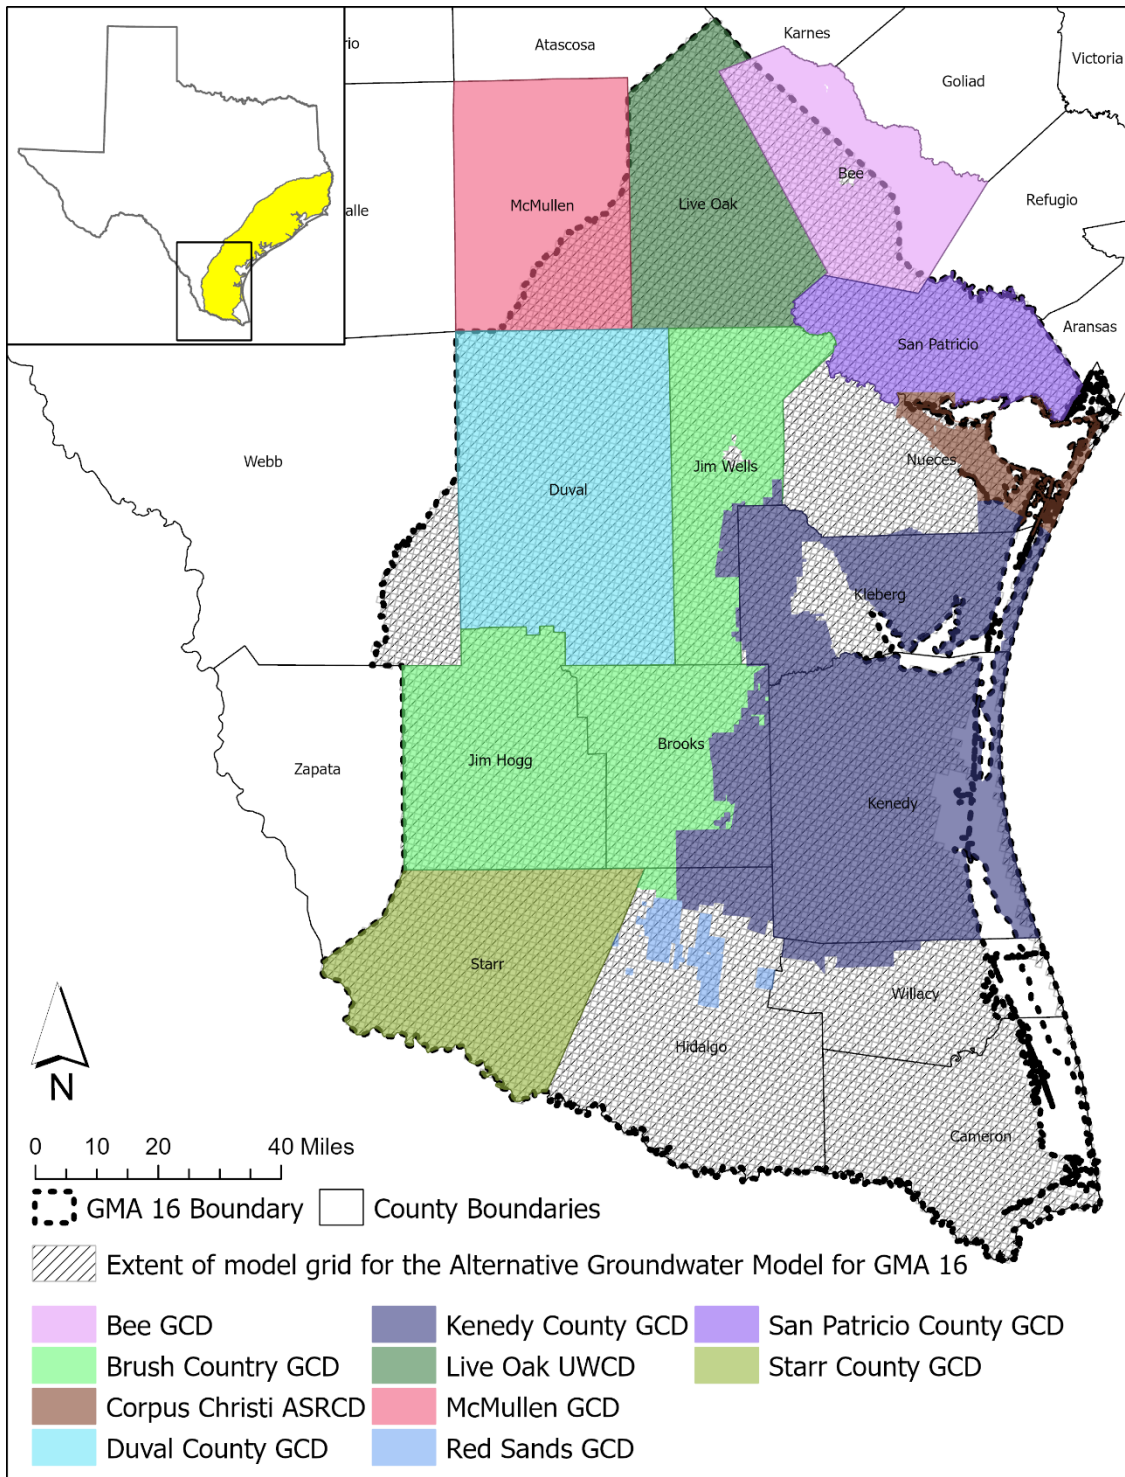 Atascosa
Karnes
Victoria
rio
Goliad
alle
McMullen
Live Oak
Bee
Refugio
Aransas
San Patricio
Webb
Duval
Jim Wells
Nueces
Kleberg
Zapata
Jim Hogg
Brooks
Kenedy
Starr
Willacy
Hidalgo
Cameron
N
0 10 20 40 Miles
GMA 16 Boundary County Boundaries
Extent of model grid for the Alternative Groundwater Model for GMA 16
Bee GCD Kenedy County GCD San Patricio County GCD
Brush Country GCD Live Oak UWCD Starr County GCD
Corpus Christi ASRCD McMullen GCD
Duval County GCD Red Sands GCD